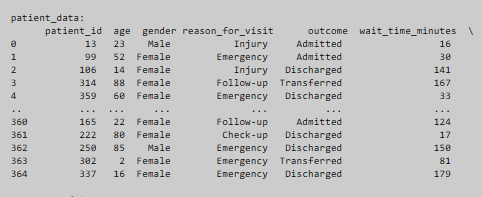 patient_data:
patient_id age gender reason_for_visit outcome wait_time_minutes \
0 13 23 Male Injury Admitted 16
1 99 52 Female Emergency Admitted 30
2 106 14 Female Injury Discharged 141
3 314 88 Female Follow-up Transferred 167
4 359 60 Female Emergency Discharged 33
.. ... ... ... ... ... ...
360 165 22 Female Follow-up Admitted 124
361 222 80 Female Check-up Discharged 17
362 250 85 Male Emergency Discharged 150
363 302 2 Female Emergency Transferred 81
364 337 16 Female Emergency Discharged 179